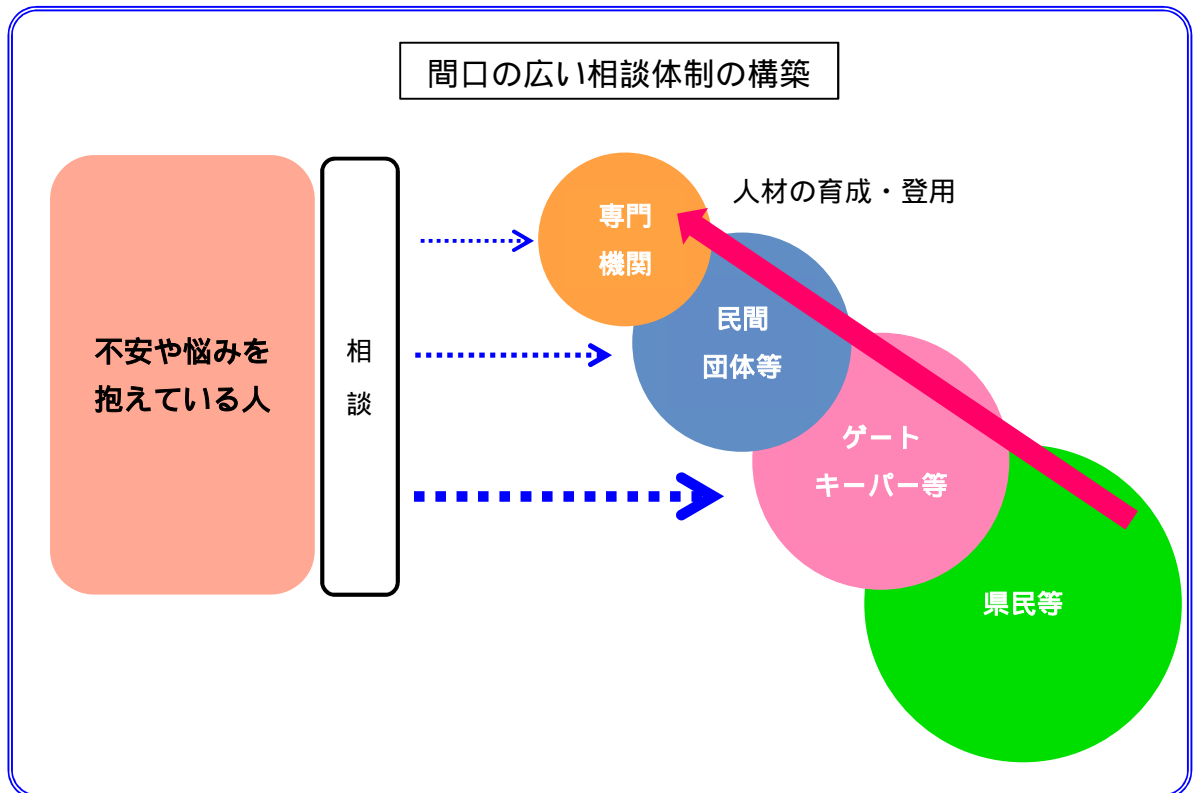 間口の広い相談体制の構築
人材の育成・登用
専門
機関
民間
団体等
不安や悩みを
抱えている人
相
談
ゲート
キーパー等
県民等